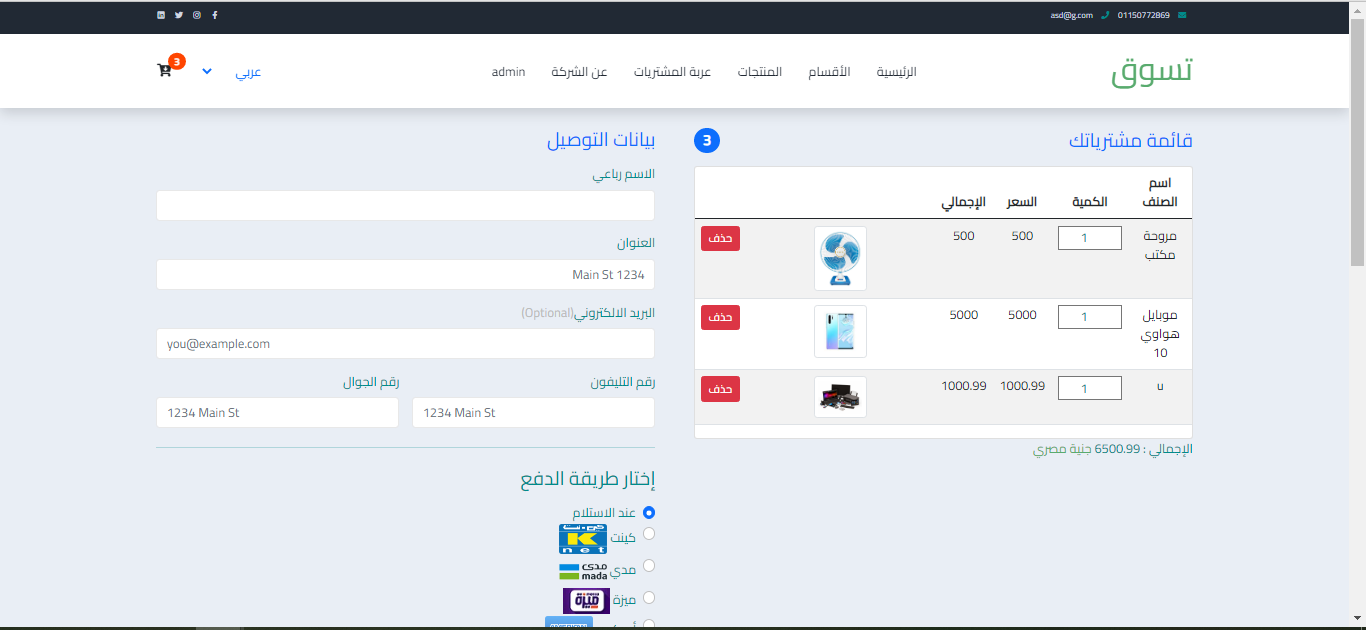 01150772869 asd@g.com
تسوق
الرئيسية الأقسام المنتجات عربة المشتريات عن الشركة admin عربي 3
قائمة مشترياتك 3
اسم الصنف الكمية السعر الإجمالي
مروحة مكتب 1 500 500 حذف
موبايل هواوي 10 1 5000 5000 حذف
u 1 1000.99 1000.99 حذف
الإجمالي : 6500.99 جنية مصري
بيانات التوصيل
الاسم رباعي
العنوان
Main St 1234
البريد الالكتروني(Optional)
you@example.com
رقم التليفون رقم الجوال
1234 Main St 1234 Main St
إختار طريقة الدفع
عند الاستلام
كينت كي نت K net
مدي مدى mada
ميزة